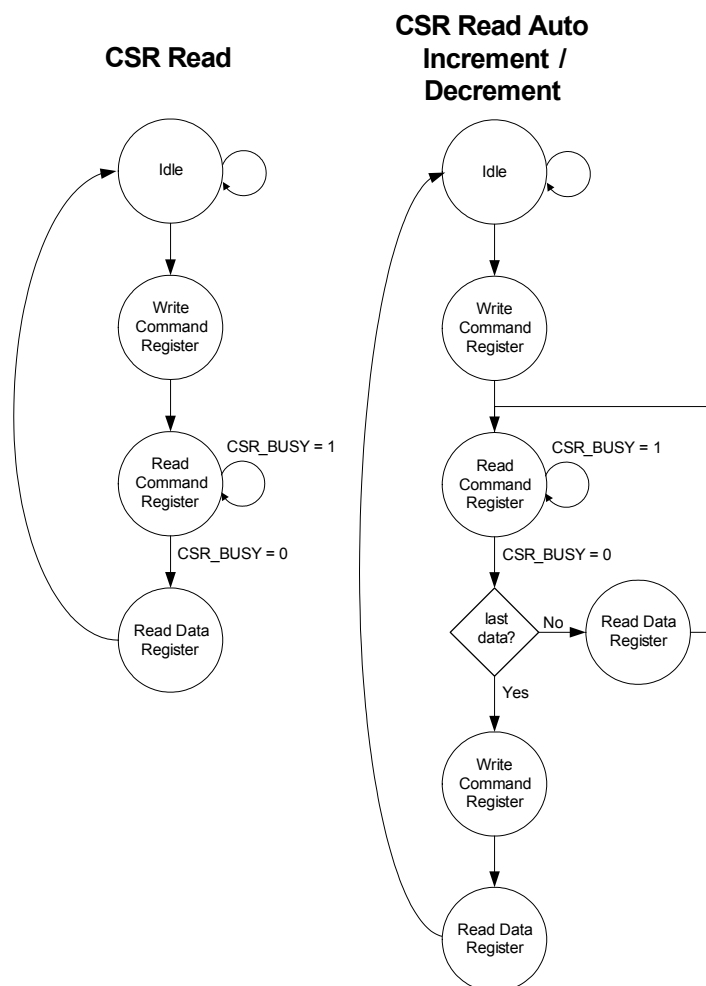 CSR Read
Idle
Write
Command
Register
Read
Command
Register
CSR_BUSY = 1
CSR_BUSY = 0
Read Data
Register
CSR Read Auto
Increment /
Decrement
Idle
Write
Command
Register
Read
Command
Register
CSR_BUSY = 1
CSR_BUSY = 0
last
data?
No
Read Data
Register
Yes
Write
Command
Register
Read Data
Register